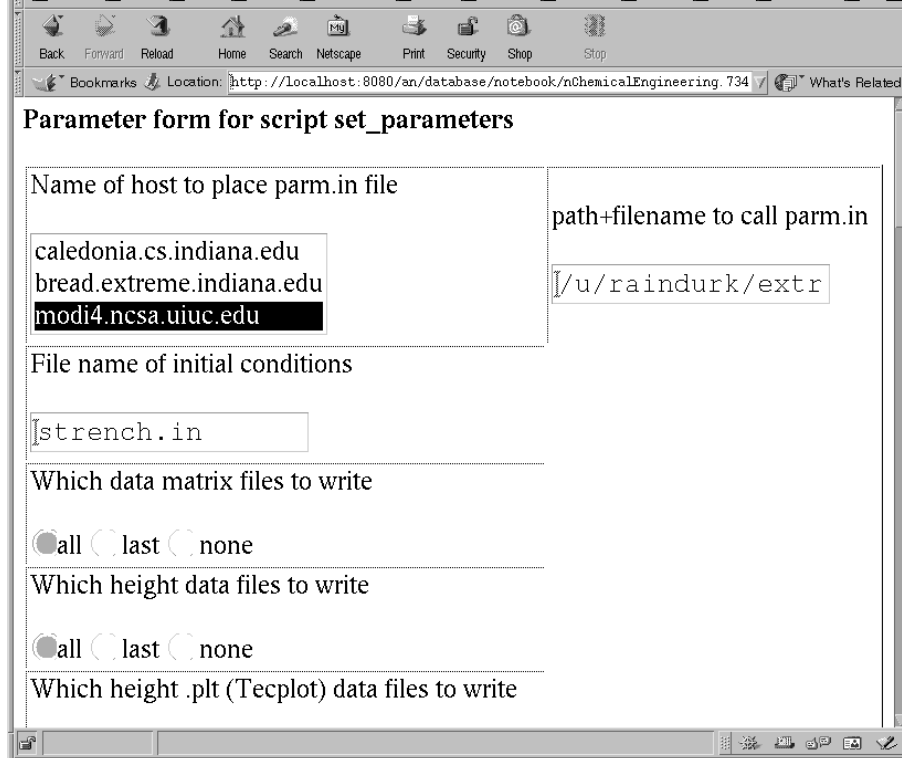 Back Forward Reload Home Search Netscape Print Security Shop Stop
Bookmarks Location: http://localhost:8080/an/database/notebook/nChemicalEngineering.734 What's Related
Parameter form for script set_parameters
Name of host to place parm.in file
path+filename to call parm.in
caledonia.cs.indiana.edu
bread.extreme.indiana.edu
modi4.ncsa.uiuc.edu
/u/raindurk/extr
File name of initial conditions
strench.in
Which data matrix files to write
all last none
Which height data files to write
all last none
Which height .plt (Tecplot) data files to write